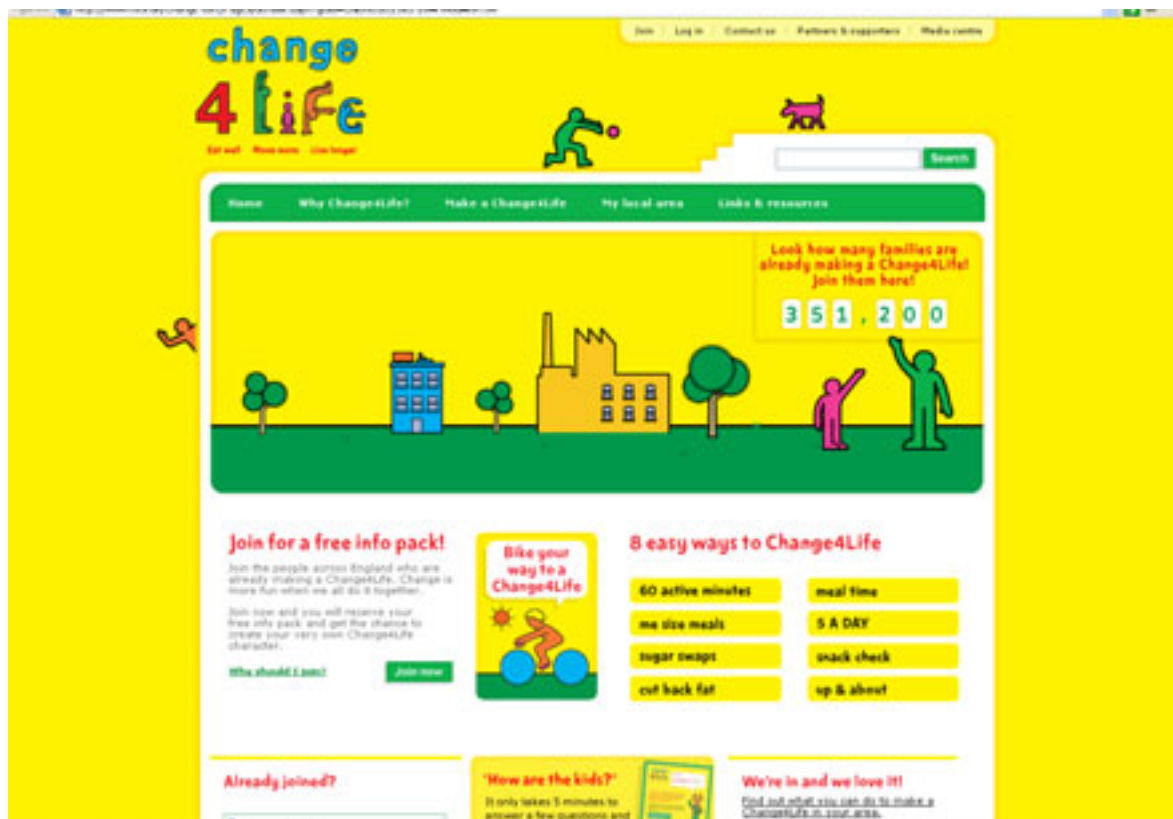 change
4 Life
Eat well Move more Live longer
Join Log in Contact us Partners & supporters Media centre
Search
Home Why Change4Life? Make a Change4Life My local area Links & resources
Look how many families are
already making a Change4Life!
Join them here!
351,200
Join for a free info pack!
Join the people across England who are
already making a Change4Life. Change is
more fun when we all do it together.
Join now and you will receive your
free info pack and get the chance to
create your very own Change4Life
character.
Why should I join?
Join now
Bike your
way to a
Change4Life
8 easy ways to Change4Life
60 active minutes
meal time
me size meals
5 A DAY
sugar swaps
snack check
cut back fat
up & about
Already joined?
"How are the kids?"
It only takes 5 minutes to
answer a few questions and
We're in and we love it!
Find out what you can do to make a
Change4Life in your area.